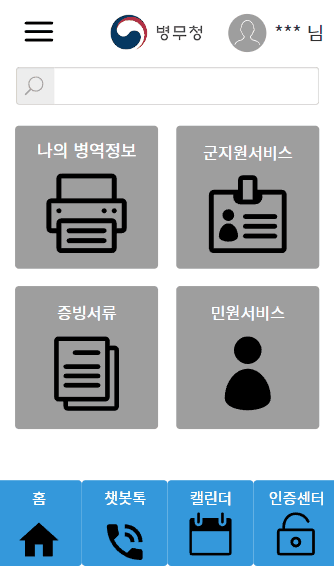 병무청
*** 님
나의 병역정보
군지원서비스
증빙서류
민원서비스
홈
챗봇톡
캘린더
인증센터